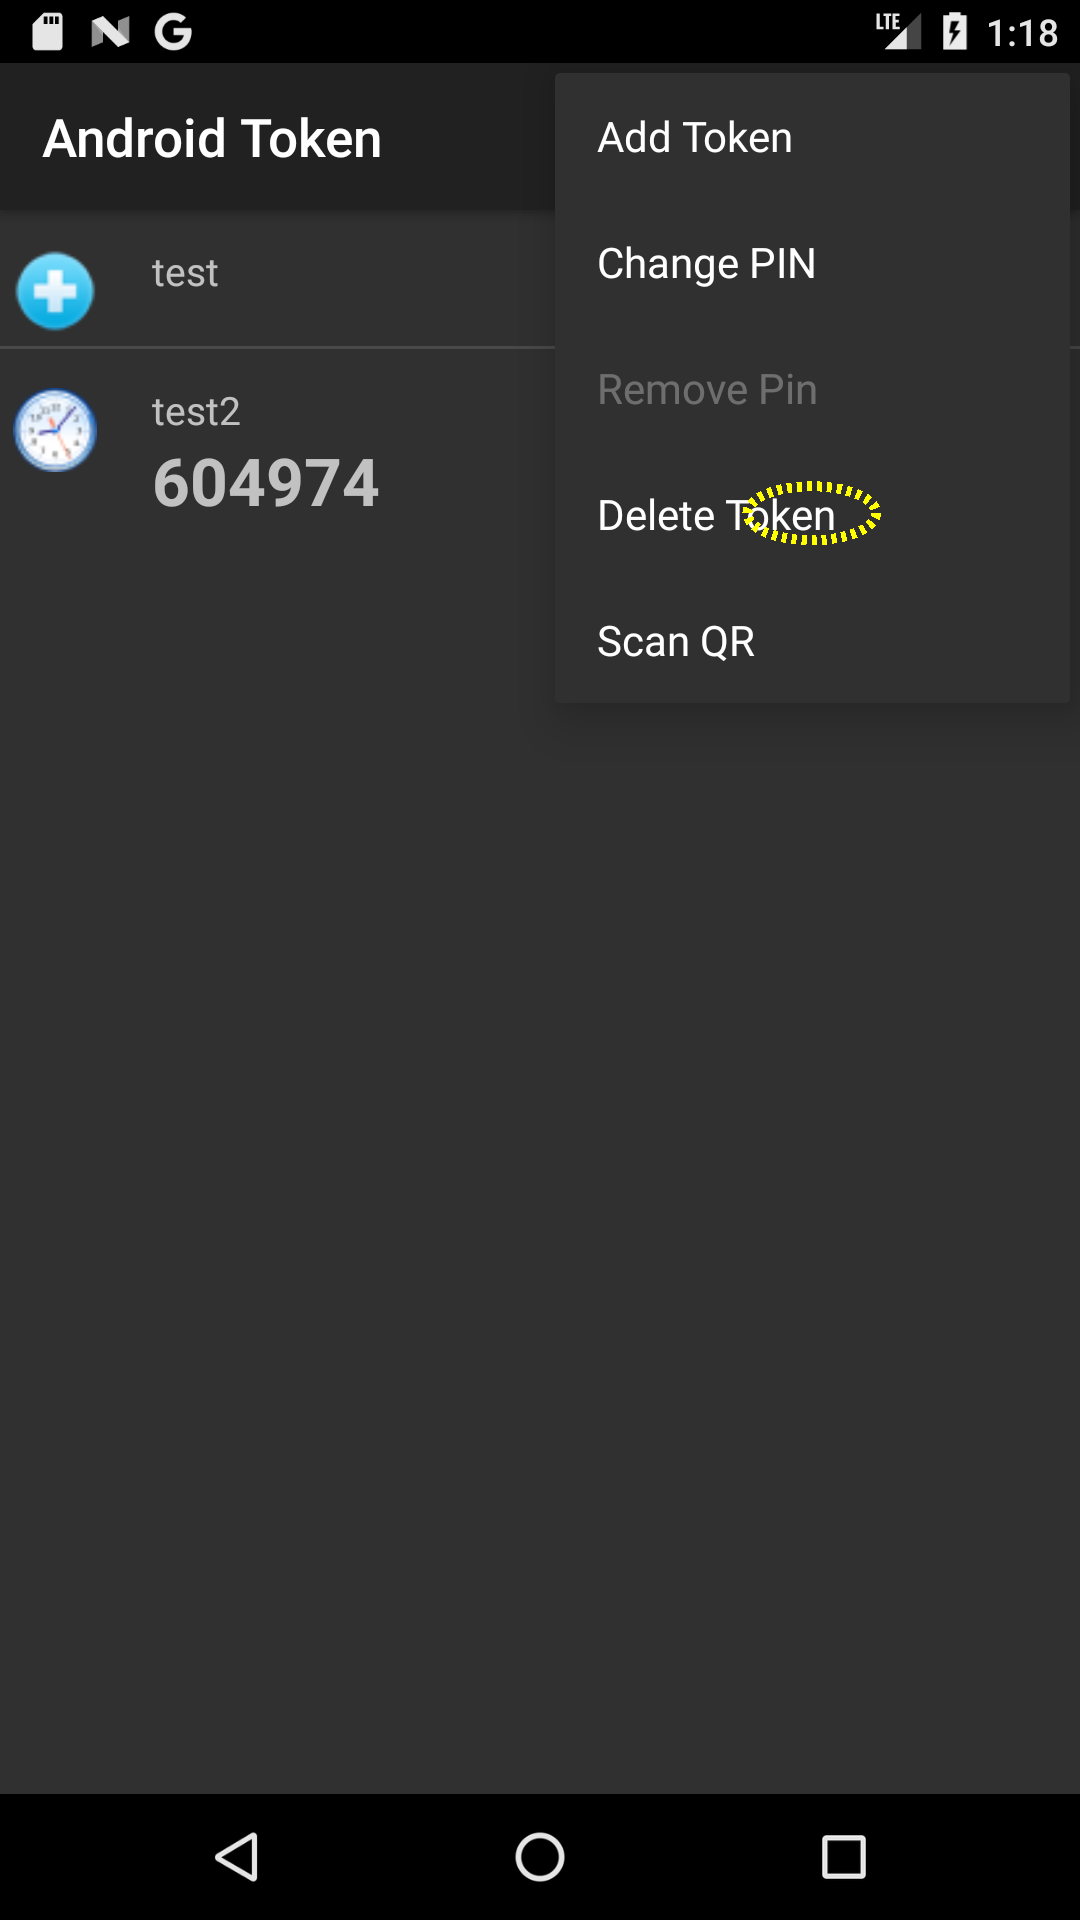 LTE 1:18
Android Token
Add Token
Change PIN
Remove Pin
Delete Token
Scan QR
test
test2
604974